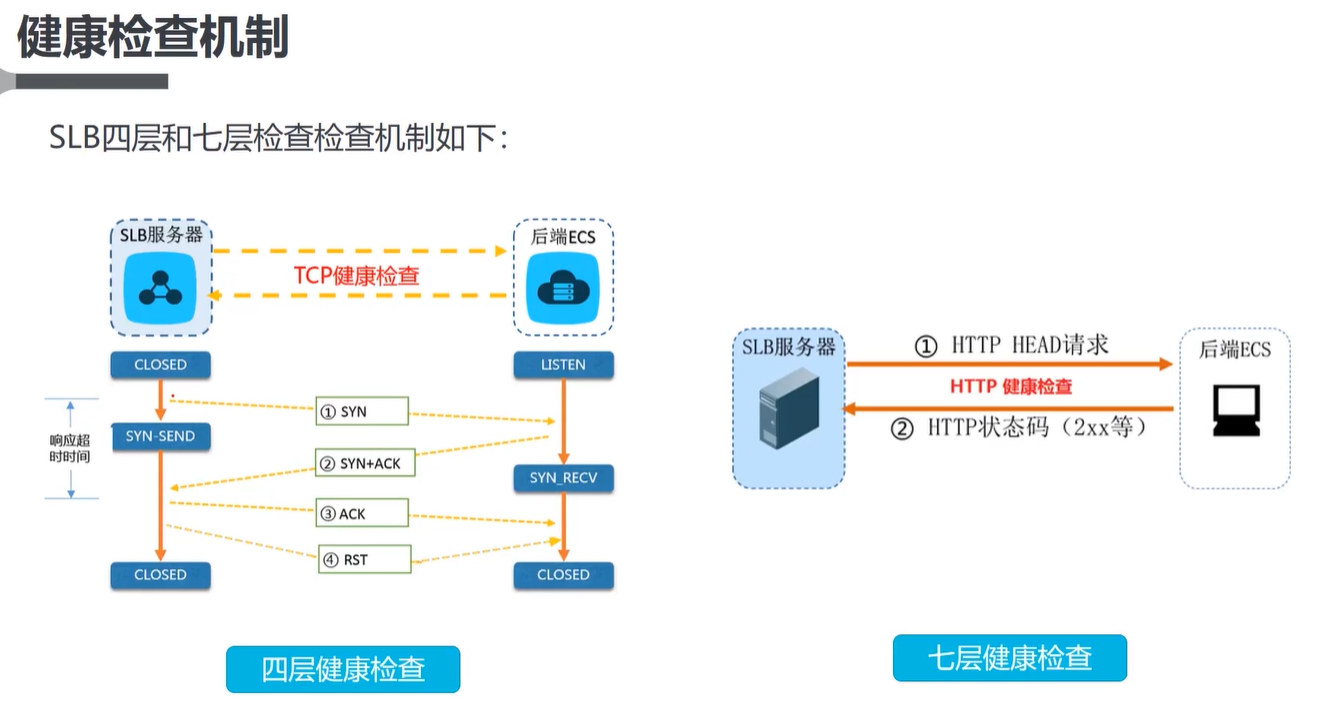 健康检查机制
SLB四层和七层检查检查机制如下：
SLB服务器
后端ECS
TCP健康检查
CLOSED
LISTEN
① SYN
响应超
时时间
SYN-SEND
② SYN+ACK
SYN_RECV
③ ACK
④ RST
CLOSED
CLOSED
四层健康检查
SLB服务器
① HTTP HEAD请求
后端ECS
HTTP 健康检查
② HTTP状态码（2xx等）
七层健康检查